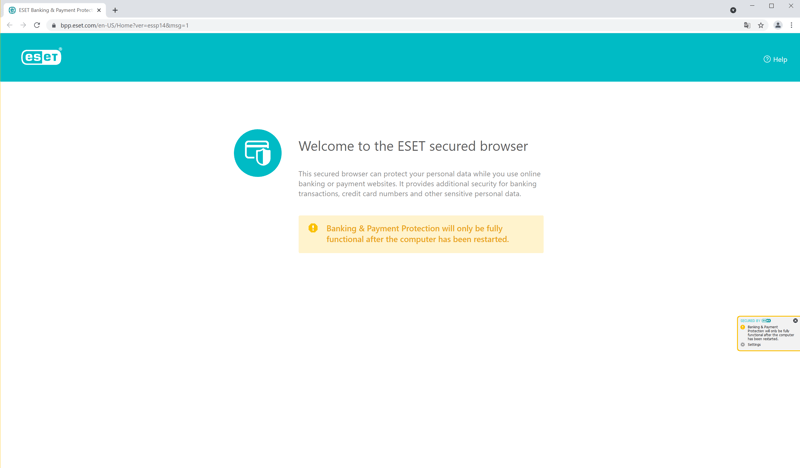 ESET Banking & Payment Protec
bpp.eset.com/en-US/Home?ver=essp14&msg=1
eset
Help
Welcome to the ESET secured browser
This secured browser can protect your personal data while you use online
banking or payment websites. It provides additional security for banking
transactions, credit card numbers and other sensitive personal data.
Banking & Payment Protection will only be fully
functional after the computer has been restarted.
SECURED BY eset
Banking & Payment
Protection will only be fully
functional after the computer
has been restarted.
Settings